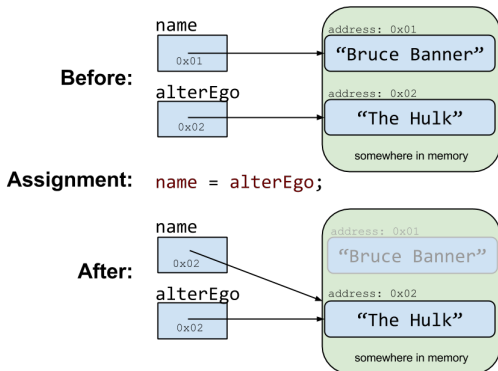 name
address: 0x01
0x01
“Bruce Banner”
Before:
alterEgo
address: 0x02
0x02
“The Hulk”
somewhere in memory
Assignment: name = alterEgo;
name
address: 0x01
0x02
“Bruce Banner”
After:
alterEgo
address: 0x02
0x02
“The Hulk”
somewhere in memory